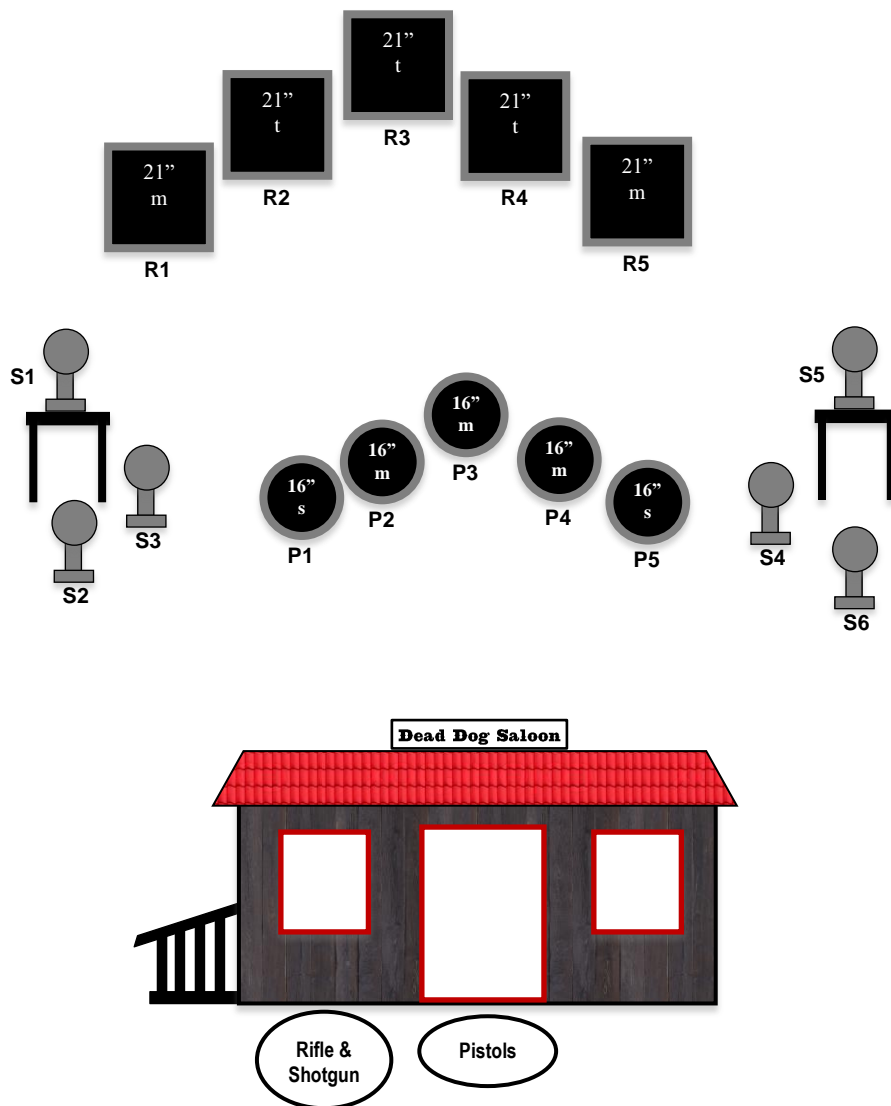 21”
t
R3
21”
t
R2
21”
t
R4
21”
m
R1
21”
m
R5
S1
S5
16”
m
P3
16”
m
P2
16”
m
P4
16”
s
P1
16”
s
P5
S3
S4
S2
S6
Dead Dog Saloon
Rifle &
Shotgun
Pistols